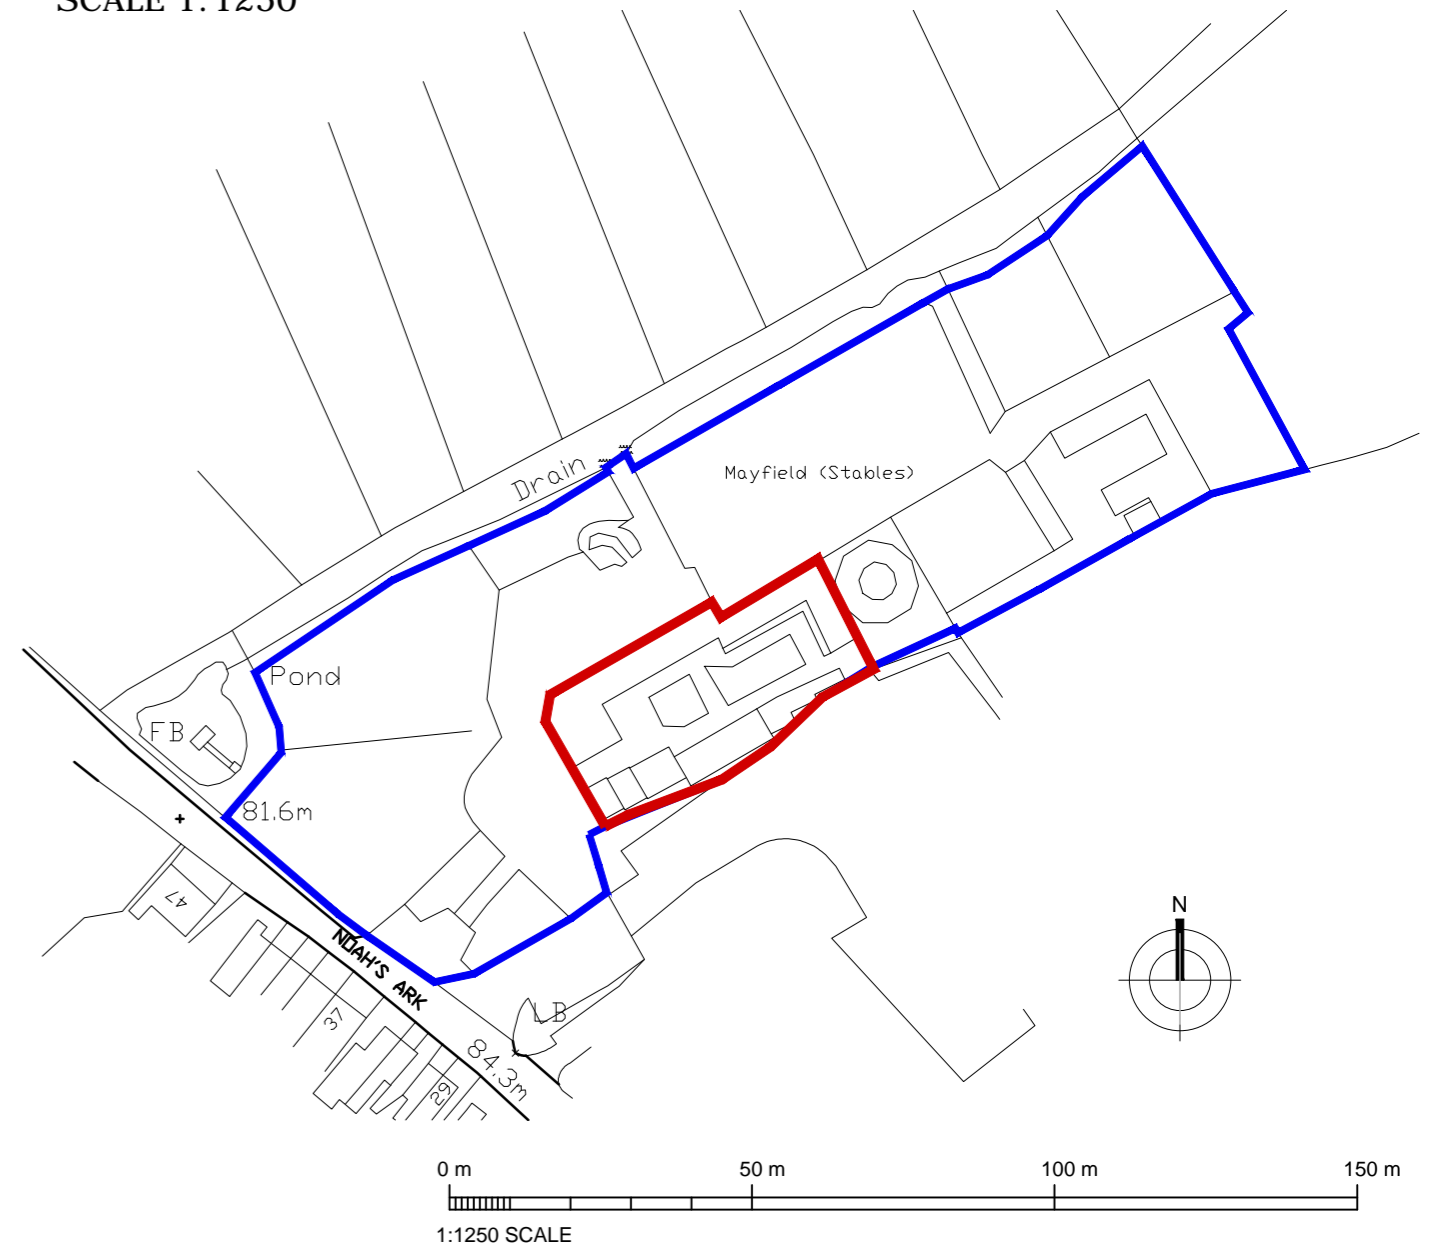 SCALE 1:1250
Drain
Mayfield (Stables)
Pond
FB
81.6m
47
NOAH'S ARK
37
LB
84.3m
29
N
0 m 50 m 100 m 150 m
1:1250 SCALE